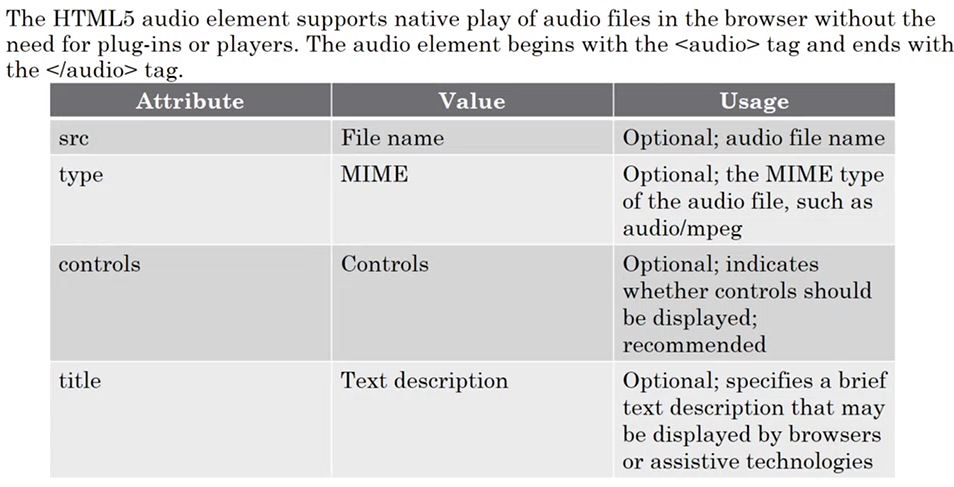 The HTML5 audio element supports native play of audio files in the browser without the
need for plug-ins or players. The audio element begins with the <audio> tag and ends with
the </audio> tag.
Attribute Value Usage
src File name Optional; audio file name
type MIME Optional; the MIME type
of the audio file, such as
audio/mpeg
controls Controls Optional; indicates
whether controls should
be displayed;
recommended
title Text description Optional; specifies a brief
text description that may
be displayed by browsers
or assistive technologies